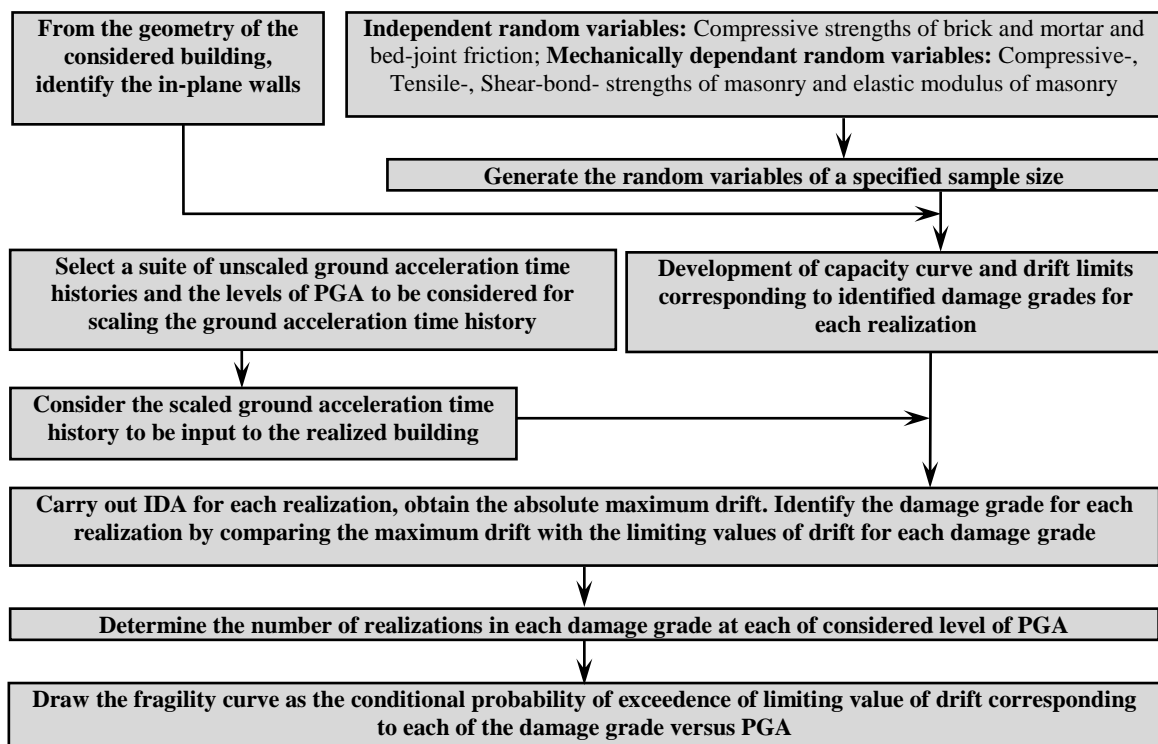 From the geometry of the
considered building,
identify the in-plane walls
Independent random variables: Compressive strengths of brick and mortar and
bed-joint friction; Mechanically dependant random variables: Compressive-,
Tensile-, Shear-bond- strengths of masonry and elastic modulus of masonry
Generate the random variables of a specified sample size
Select a suite of unscaled ground acceleration time
histories and the levels of PGA to be considered for
scaling the ground acceleration time history
Development of capacity curve and drift limits
corresponding to identified damage grades for
each realization
Consider the scaled ground acceleration time
history to be input to the realized building
Carry out IDA for each realization, obtain the absolute maximum drift. Identify the damage grade for each
realization by comparing the maximum drift with the limiting values of drift for each damage grade
Determine the number of realizations in each damage grade at each of considered level of PGA
Draw the fragility curve as the conditional probability of exceedence of limiting value of drift corresponding
to each of the damage grade versus PGA